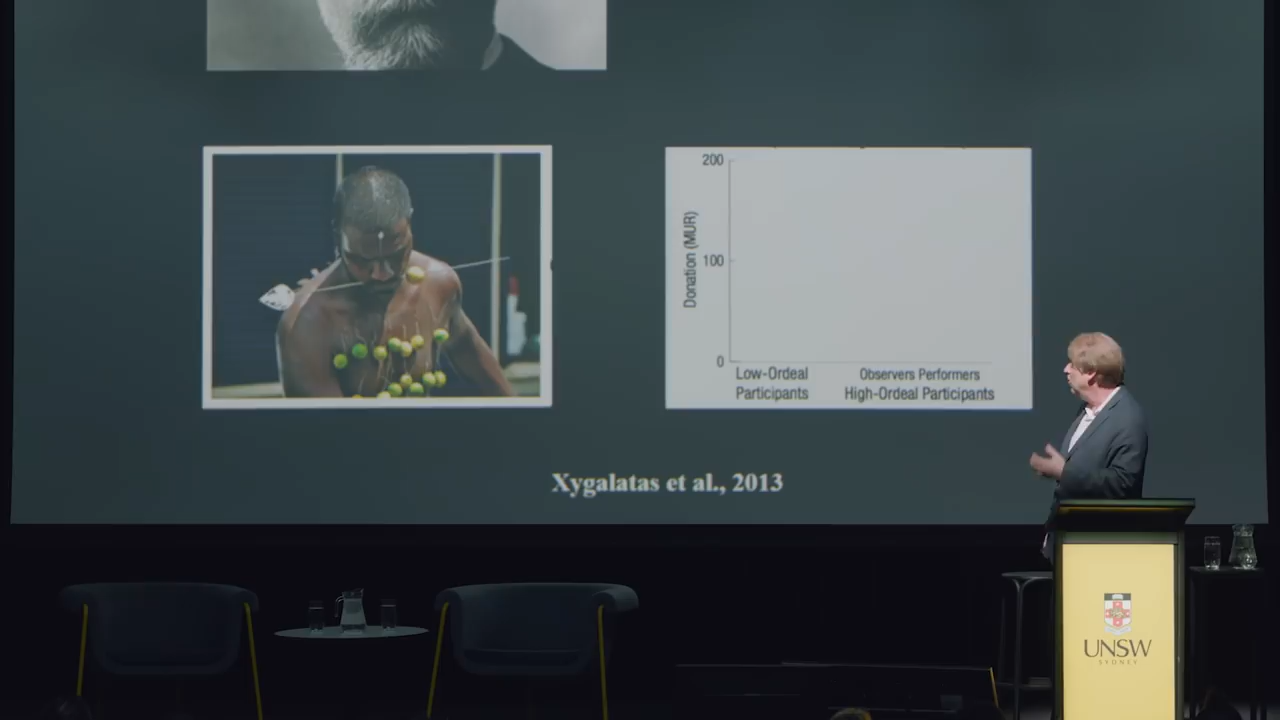 200
Donation (MUR)
100
0
Low-Ordeal
Participants
Observers Performers
High-Ordeal Participants
Xygalatas et al., 2013
UNSW
SYDNEY